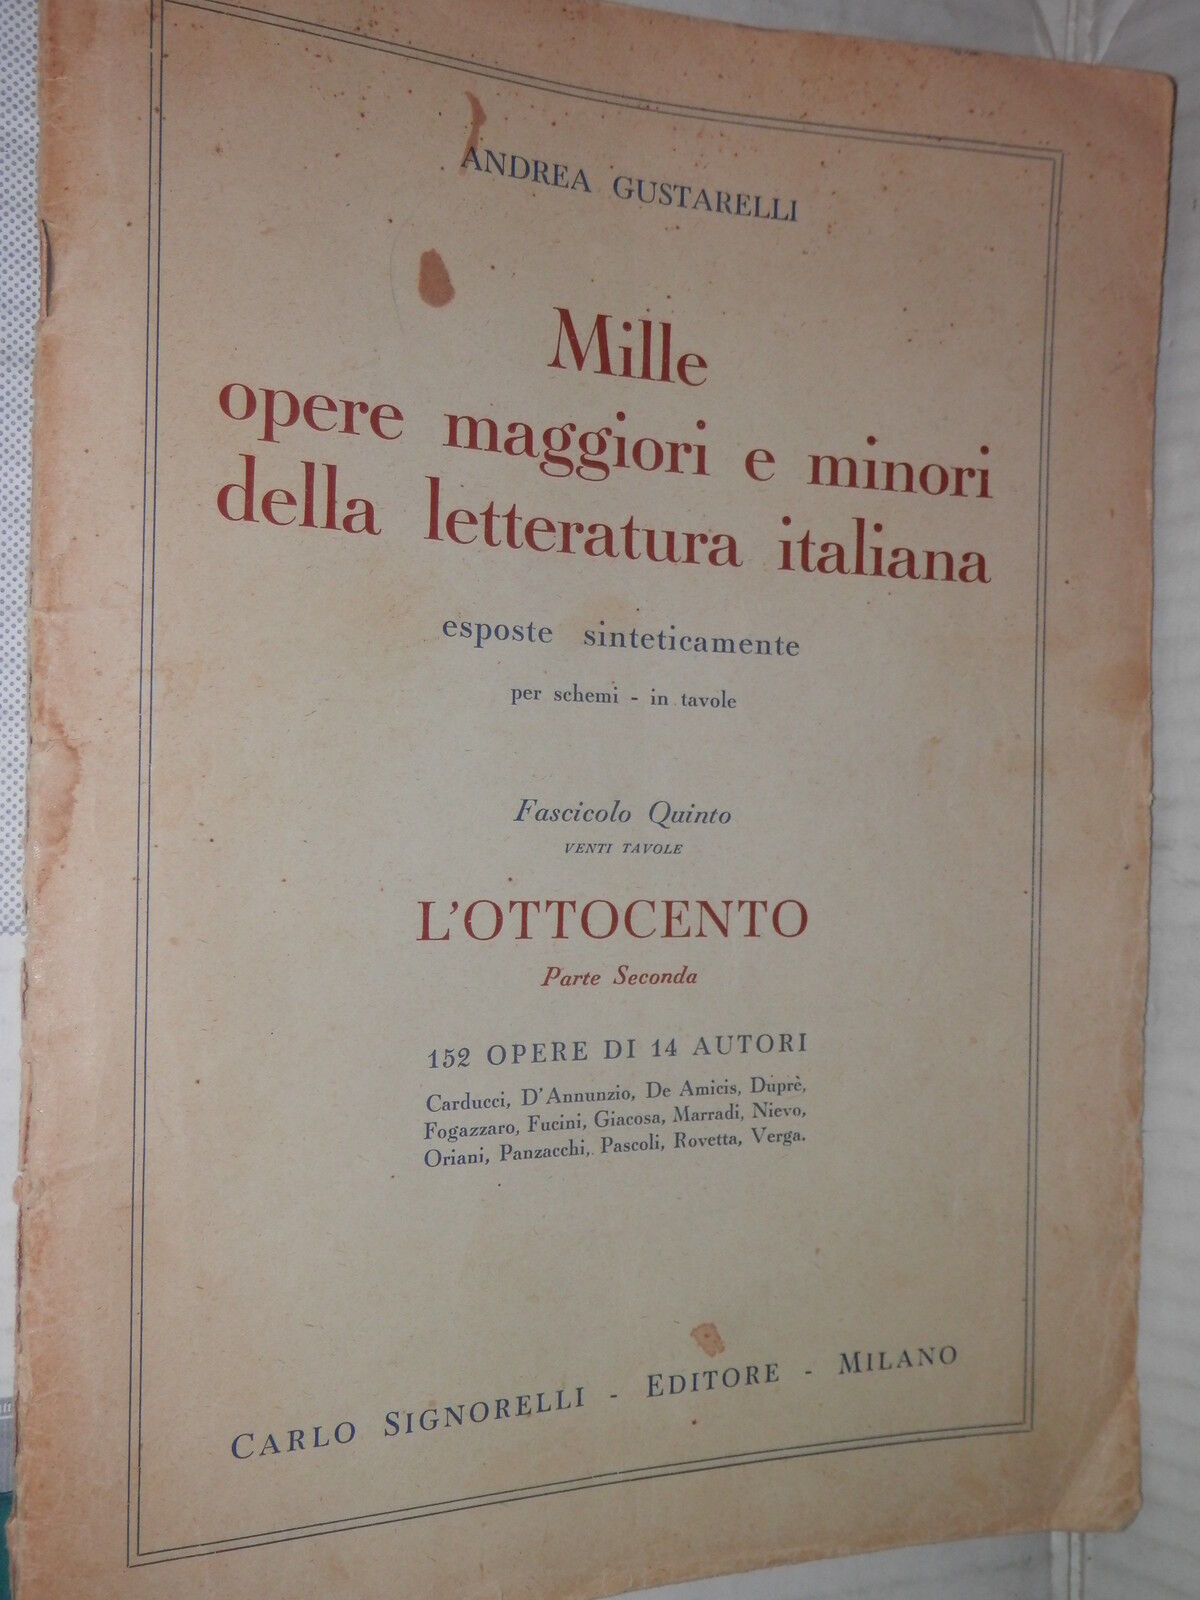 ANDREA GUSTARELLI
Mille
opere maggiori e minori
della letteratura italiana
esposte sinteticamente
per schemi - in tavole
Fascicolo Quinto
VENTI TAVOLE
L'OTTOCENTO
Parte Seconda
152 OPERE DI 14 AUTORI
Carducci, D'Annunzio, De Amicis, Duprè,
Fogazzaro, Fucini, Giacosa, Marradi, Nievo,
Oriani, Panzacchi, Pascoli, Rovetta, Verga.
CARLO SIGNORELLI - EDITORE - MILANO